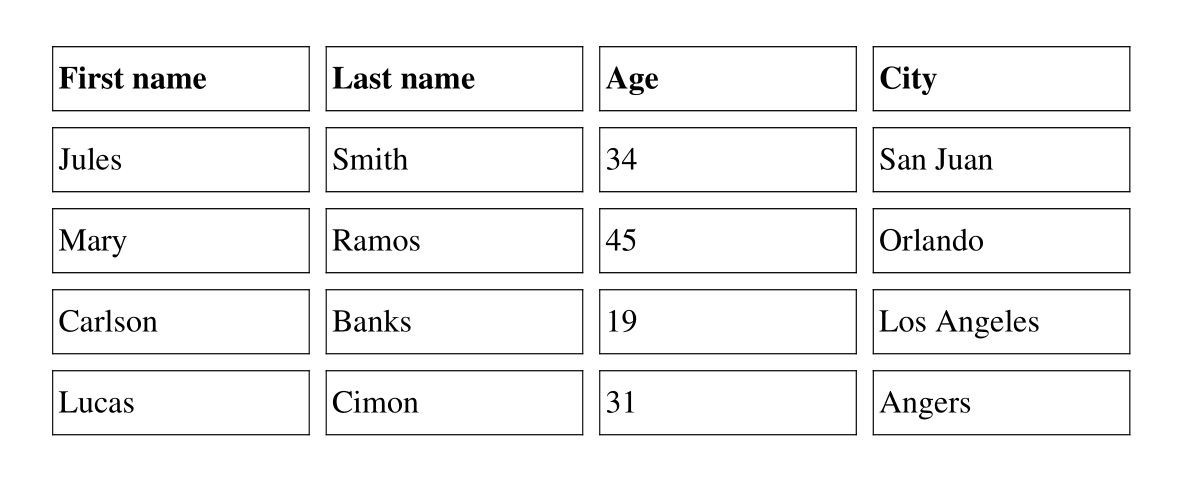 First name Last name Age City
Jules Smith 34 San Juan
Mary Ramos 45 Orlando
Carlson Banks 19 Los Angeles
Lucas Cimon 31 Angers